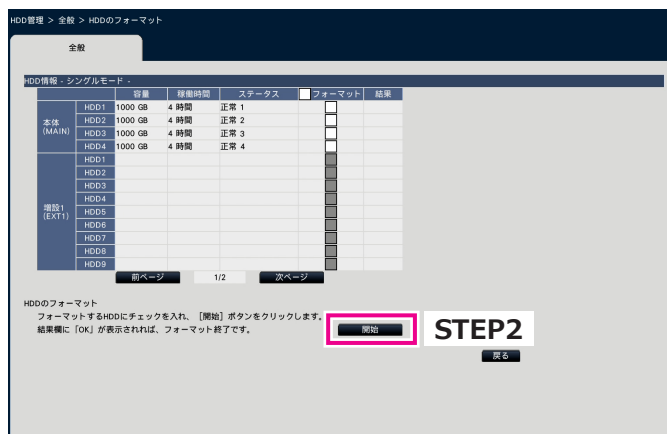 HDD管理 > 全般 > HDDのフォーマット
全般
HDD情報 - シングルモード -
容量 稼働時間 ステータス フォーマット 結果
本体
(MAIN)
HDD1 1000 GB 4 時間 正常 1
HDD2 1000 GB 4 時間 正常 2
HDD3 1000 GB 4 時間 正常 3
HDD4 1000 GB 4 時間 正常 4
増設1
(EXT1)
HDD1
HDD2
HDD3
HDD4
HDD5
HDD6
HDD7
HDD8
HDD9
前ページ 1/2 次ページ
HDDのフォーマット
フォーマットするHDDにチェックを入れ、［開始］ボタンをクリックします。
結果欄に「OK」が表示されれば、フォーマット終了です。
開始 STEP2
戻る